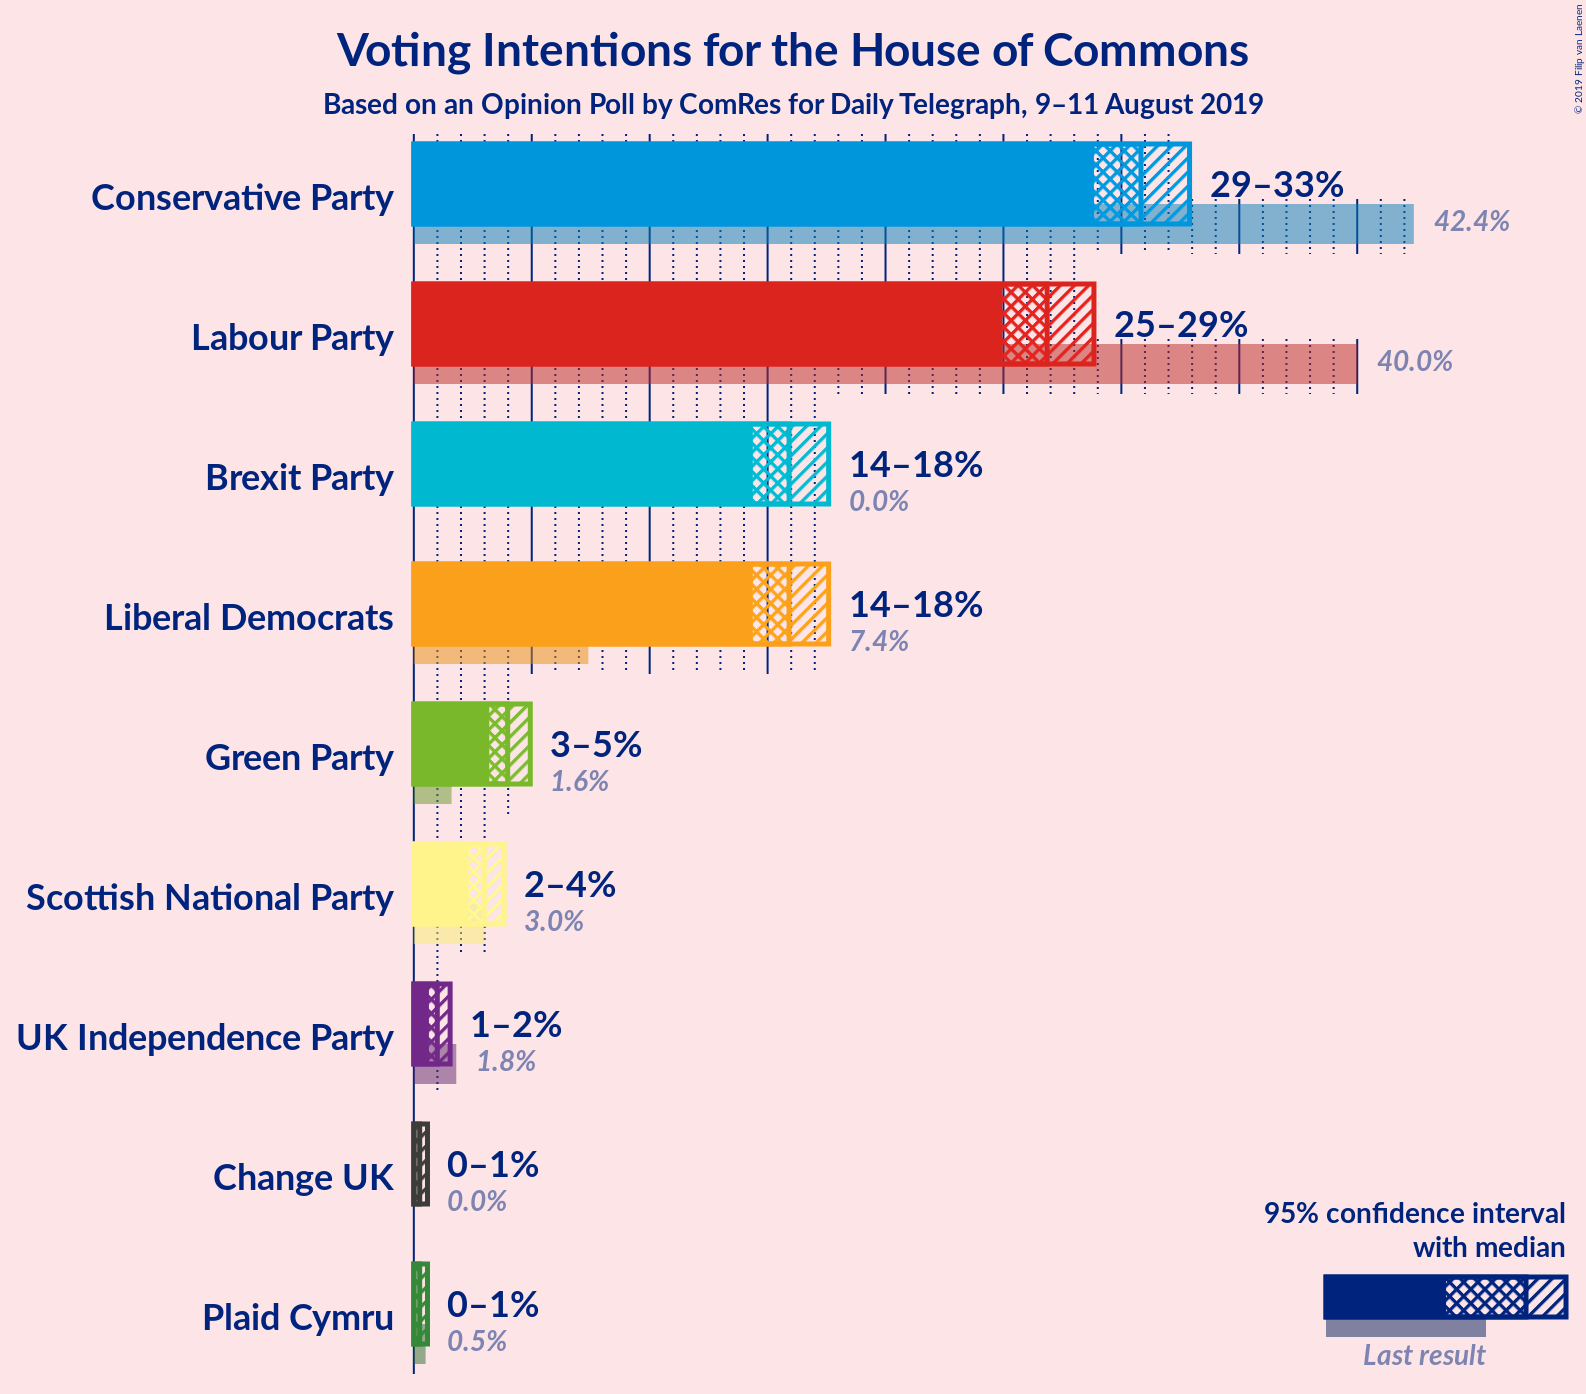 Voting Intentions for the House of Commons
Based on an Opinion Poll by ComRes for Daily Telegraph, 9–11 August 2019
© 2019 Filip van Laenen
Conservative Party
29–33%
42.4%
Labour Party
25–29%
40.0%
Brexit Party
14–18%
0.0%
Liberal Democrats
14–18%
7.4%
Green Party
3–5%
1.6%
Scottish National Party
2–4%
3.0%
UK Independence Party
1–2%
1.8%
Change UK
0–1%
0.0%
Plaid Cymru
0–1%
0.5%
95% confidence interval
with median
Last result